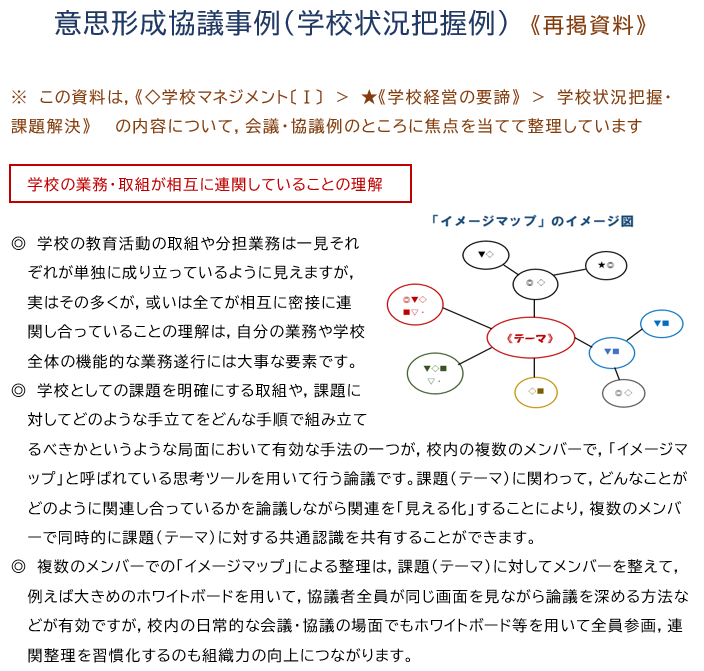 意思形成協議事例（学校状況把握例） 《再掲資料》
※ この資料は，《◇学校マネジメント〔Ⅰ〕 ＞ ★《学校経営の要諦》 ＞ 学校状況把握・
課題解決》 の内容について，会議・協議例のところに焦点を当てて整理しています
学校の業務・取組が相互に連関していることの理解
「イメージマップ」のイメージ図
▼◇
◎ ◇
★◎
◎▼◇
■▽・
《テーマ》
▼■
▼■
▼◇■
▽・
◇■
◎ ◇
◎ 学校の教育活動の取組や分担業務は一見それ
ぞれが単独に成り立っているように見えますが，
実はその多くが，或いは全てが相互に密接に連
関し合っていることの理解は，自分の業務や学校
全体の機能的な業務遂行には大事な要素です。
◎ 学校としての課題を明確にする取組や，課題に
対してどのような手立てをどんな手順で組み立て
るべきかというような局面において有効な手法の一つが，校内の複数のメンバーで，「イメージマ
ップ」と呼ばれている思考ツールを用いて行う論議です。課題（テーマ）に関わって，どんなことが
どのように関連し合っているかを論議しながら関連を「見える化」することにより，複数のメンバ
ーで同時的に課題（テーマ）に対する共通認識を共有することができます。
◎ 複数のメンバーでの「イメージマップ」による整理は，課題（テーマ）に対してメンバーを整えて，
例えば大きめのホワイトボードを用いて，協議者全員が同じ画面を見ながら論議を深める方法な
どが有効ですが，校内の日常的な会議・協議の場面でもホワイトボード等を用いて全員参画，連
関整理を習慣化するのも組織力の向上につながります。